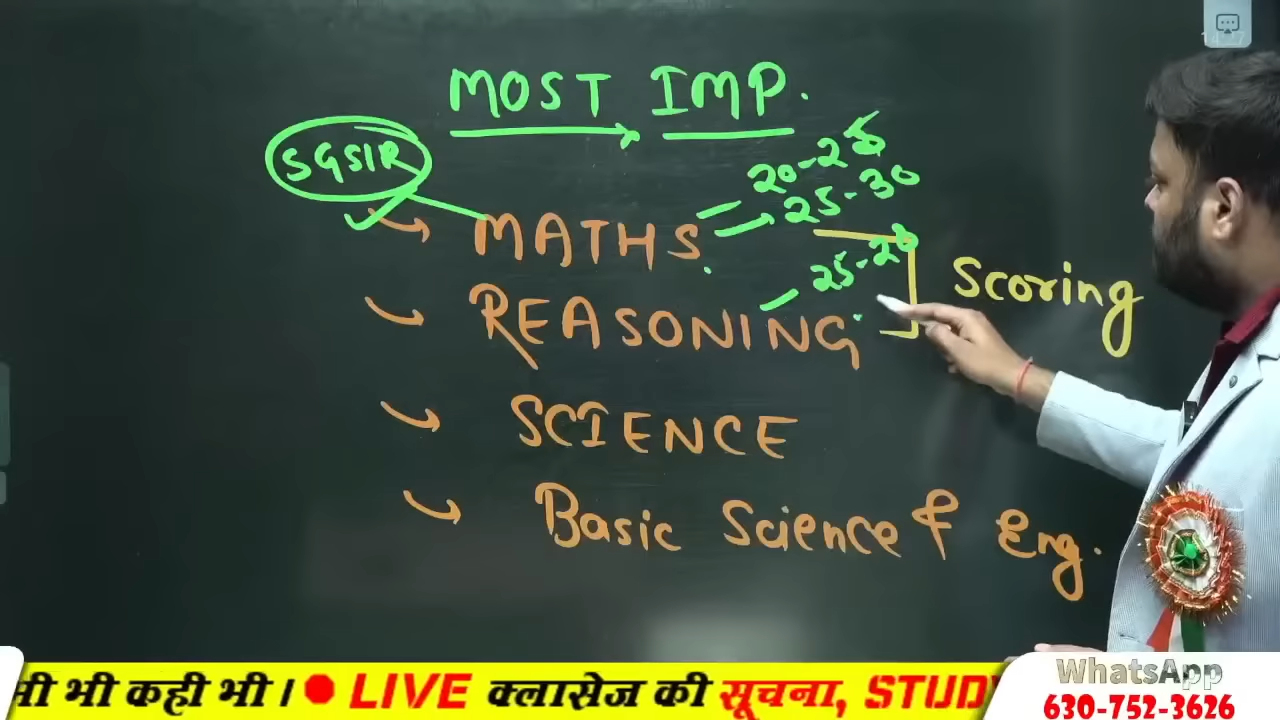 MOST IMP.
SGSIR
20-25
25-30
MATHS.
25-28
Scoring
REASONING.
SCIENCE
Basic Science & Eng.
भी कही भी। LIVE क्लासेज की सूचना, STUD
WhatsApp
630-752-3626